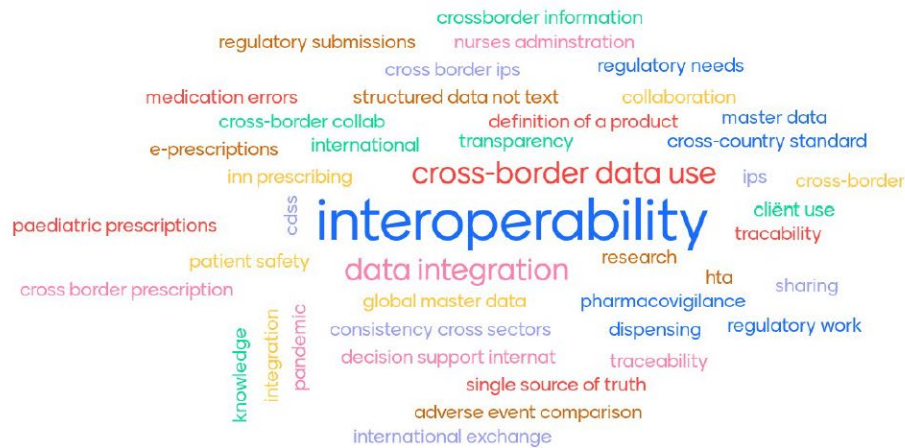 crossborder information
regulatory submissions
nurses adminstration
cross border ips
regulatory needs
medication errors
structured data not text
collaboration
cross-border collab
definition of a product
master data
e-prescriptions
international
transparency
cross-country standard
inn prescribing
cross-border data use
ips
cross-border
paediatric prescriptions
cdss
interoperability
cliënt use
tracability
patient safety
data integration
research
hta
sharing
cross border prescription
global master data
pharmacovigilance
knowledge
integration
pandemic
consistency cross sectors
dispensing
regulatory work
decision support internat
traceability
single source of truth
adverse event comparison
international exchange